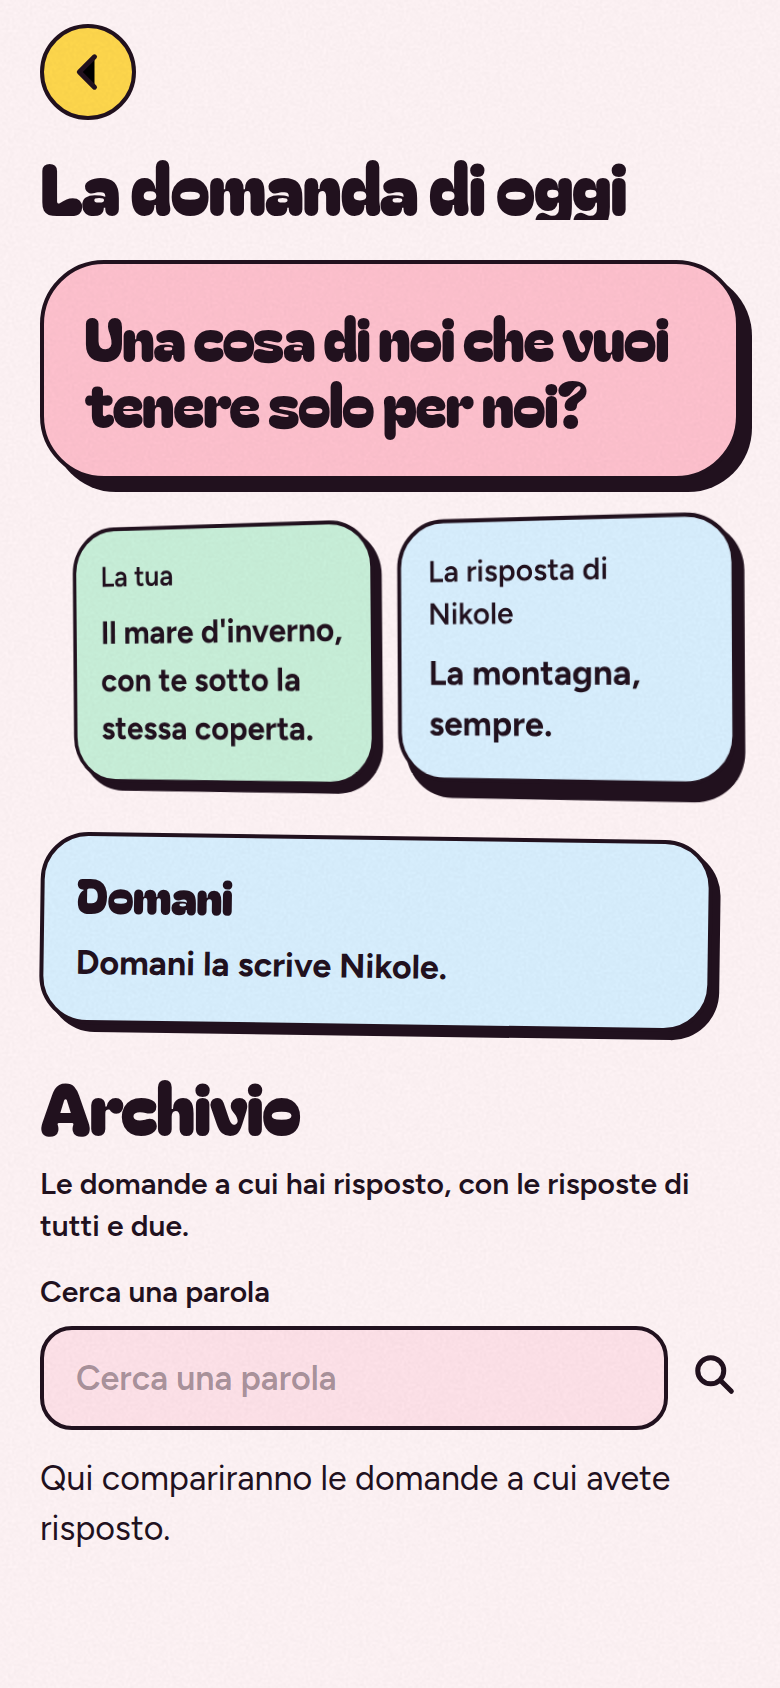 La domanda di oggi
Una cosa di noi che vuoi
tenere solo per noi?
La tua
Il mare d'inverno,
con te sotto la
stessa coperta.
La risposta di
Nikole
La montagna,
sempre.
Domani
Domani la scrive Nikole.
Archivio
Le domande a cui hai risposto, con le risposte di
tutti e due.
Cerca una parola
Cerca una parola
Qui compariranno le domande a cui avete
risposto.